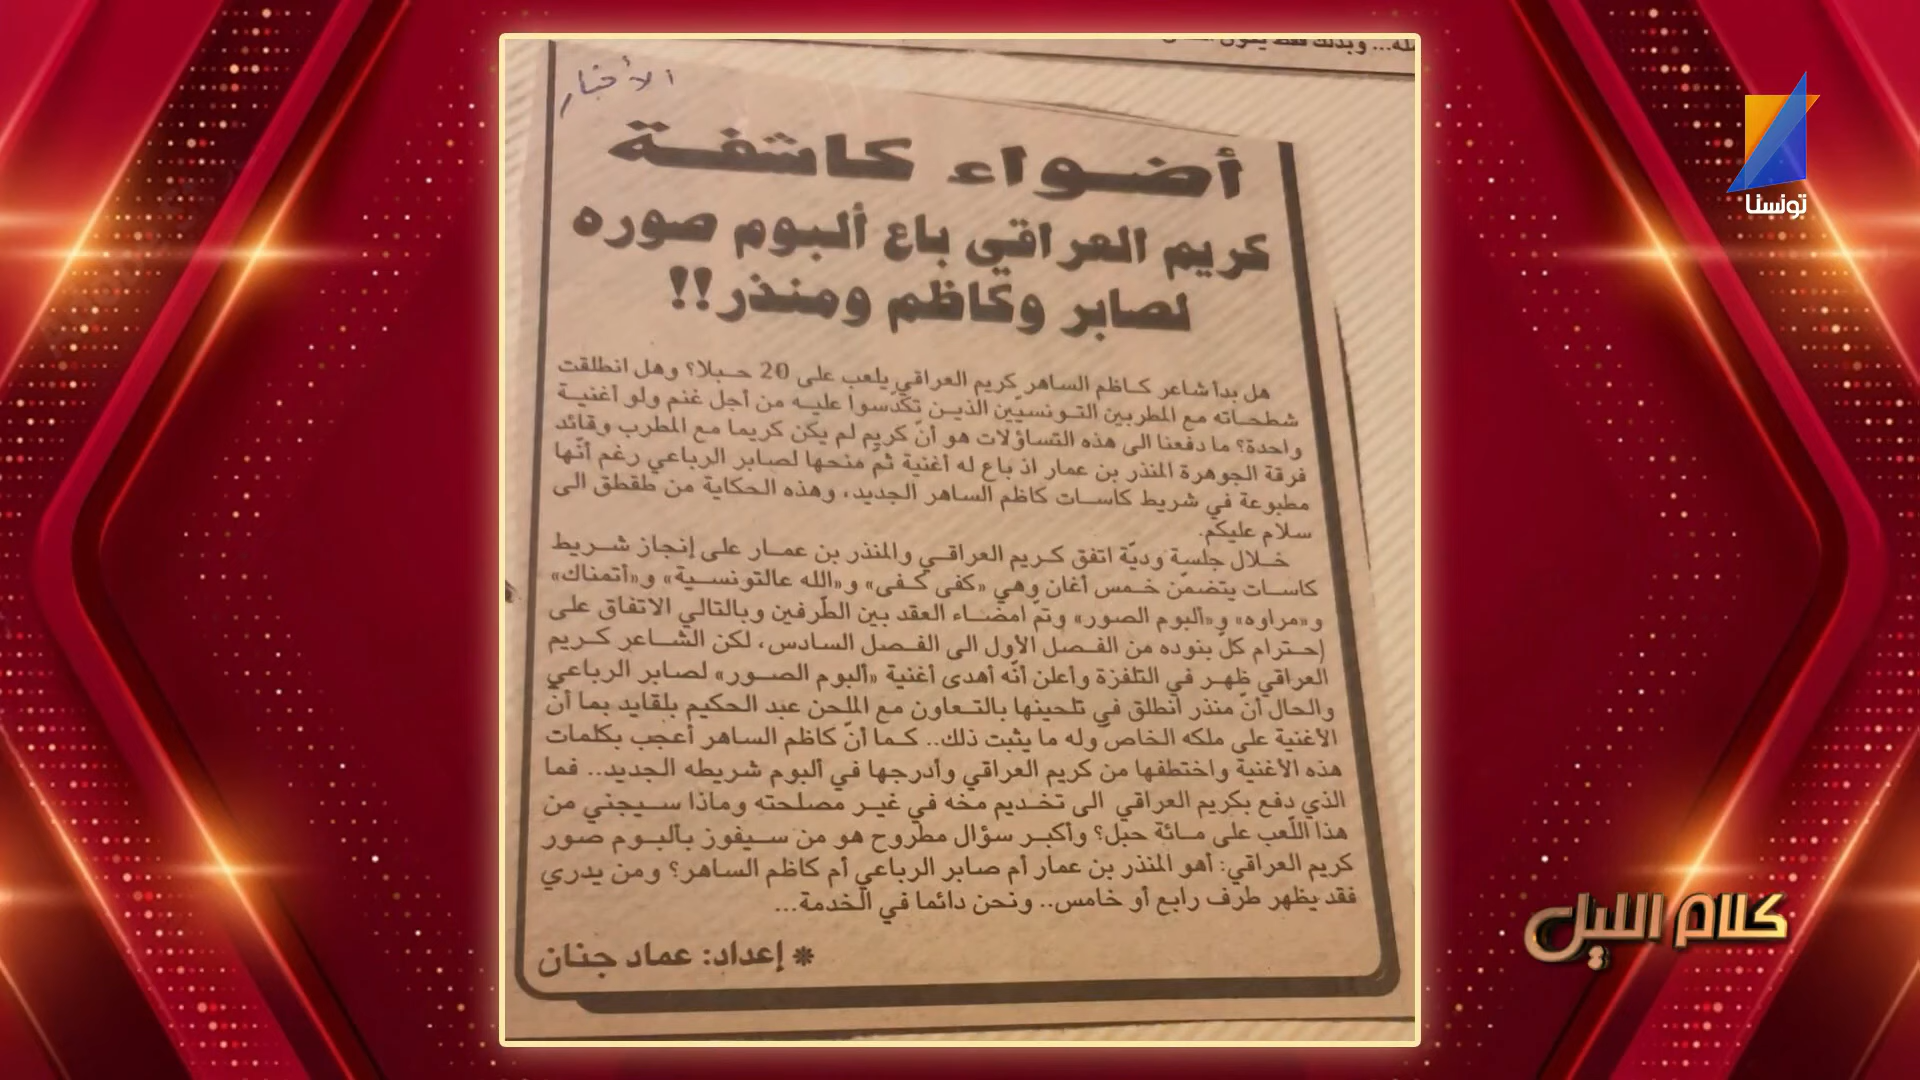 الأخبار
أضواء كاشفة
كريم العراقي باع ألبوم صوره
لصابر وكاظم ومنذر!!
هل بدأ شاعر كاظم الساهر كريم العراقي يلعب على 20 حبلا؟ وهل انطلقت
شطحاته مع المطربين التونسيّين الذين تكدّسوا عليه من أجل غنم ولو أغنية
واحدة؟ ما دفعنا الى هذه التساؤلات هو أنّ كريم لم يكن كريما مع المطرب وقائد
فرقة الجوهرة المنذر بن عمار اذ باع له أغنية ثمّ منحها لصابر الرباعي رغم أنّها
مطبوعة في شريط كاسات كاظم الساهر الجديد، وهذه الحكاية من طقطق الى
سلام عليكم.
خلال جلسة وديّة اتفق كريم العراقي والمنذر بن عمار على إنجاز شريط
كاسات يتضمّن خمس أغان وهي «كفى كفى» و«الله عالتونسية» و«أتمناك»
و«مراوه» و«ألبوم الصور» وتمّ امضاء العقد بين الطّرفين وبالتالي الاتفاق على
إحترام كلّ بنوده من الفصل الأول الى الفصل السادس، لكن الشاعر كريم
العراقي ظهر في التلفزة وأعلن أنّه أهدى أغنية «ألبوم الصور» لصابر الرباعي
والحال أنّ منذر انطلق في تلحينها بالتعاون مع الملحن عبد الحكيم بلقايد بما أنّ
الأغنية على ملكه الخاص وله ما يثبت ذلك.. كما أنّ كاظم الساهر أعجب بكلمات
هذه الأغنية واختطفها من كريم العراقي وأدرجها في ألبوم شريطه الجديد.. فما
الذي دفع بكريم العراقي الى تخديم مخه في غير مصلحته وماذا سيجني من
هذا اللّعب على مائة حبل؟ وأكبر سؤال مطروح هو من سيفوز بألبوم صور
كريم العراقي: أهو المنذر بن عمار أم صابر الرباعي أم كاظم الساهر؟ ومن يدري
فقد يظهر طرف رابع أو خامس.. ونحن دائما في الخدمة...
* إعداد: عماد جنان
تونسنا
كلام الليل